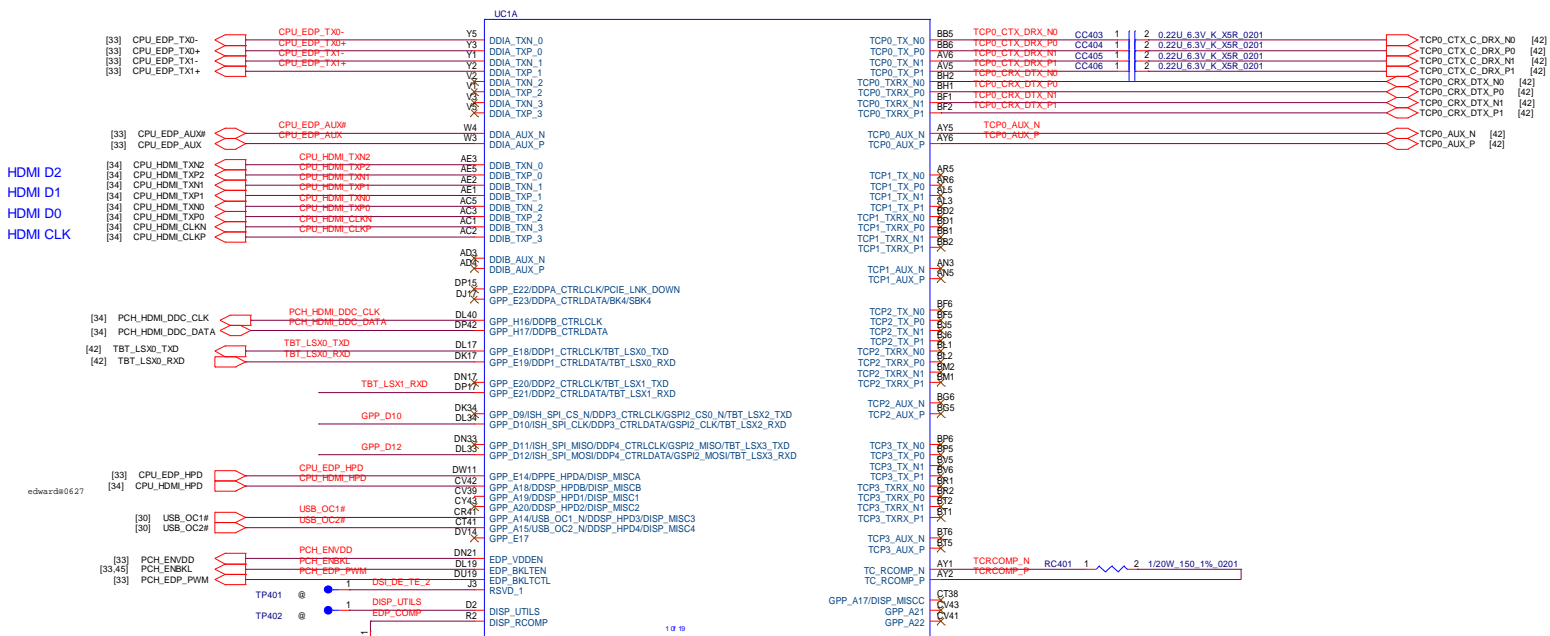 UC1A
[33] CPU_EDP_TX0- CPU_EDP_TX0- Y5 DDIA_TXN_0
[33] CPU_EDP_TX0+ CPU_EDP_TX0+ Y3 DDIA_TXP_0
[33] CPU_EDP_TX1- CPU_EDP_TX1- Y1 DDIA_TXN_1
[33] CPU_EDP_TX1+ CPU_EDP_TX1+ Y2 DDIA_TXP_1
V2 DDIA_TXN_2
V1 DDIA_TXP_2
V3 DDIA_TXN_3
V5 DDIA_TXP_3
[33] CPU_EDP_AUX# CPU_EDP_AUX# W4 DDIA_AUX_N
[33] CPU_EDP_AUX CPU_EDP_AUX W3 DDIA_AUX_P
HDMI D2
HDMI D1
HDMI D0
HDMI CLK
[34] CPU_HDMI_TXN2 CPU_HDMI_TXN2 AE3 DDIB_TXN_0
[34] CPU_HDMI_TXP2 CPU_HDMI_TXP2 AE5 DDIB_TXP_0
[34] CPU_HDMI_TXN1 CPU_HDMI_TXN1 AE2 DDIB_TXN_1
[34] CPU_HDMI_TXP1 CPU_HDMI_TXP1 AE1 DDIB_TXP_1
[34] CPU_HDMI_TXN0 CPU_HDMI_TXN0 AC5 DDIB_TXN_2
[34] CPU_HDMI_TXP0 CPU_HDMI_TXP0 AC3 DDIB_TXP_2
[34] CPU_HDMI_CLKN CPU_HDMI_CLKN AC1 DDIB_TXN_3
[34] CPU_HDMI_CLKP CPU_HDMI_CLKP AC2 DDIB_TXP_3
AD3 DDIB_AUX_N
AD4 DDIB_AUX_P
DP15 GPP_E22/DDPA_CTRLCLK/PCIE_LNK_DOWN
DJ17 GPP_E23/DDPA_CTRLDATA/BK4/SBK4
[34] PCH_HDMI_DDC_CLK PCH_HDMI_DDC_CLK DL40 GPP_H16/DDPB_CTRLCLK
[34] PCH_HDMI_DDC_DATA PCH_HDMI_DDC_DATA DP42 GPP_H17/DDPB_CTRLDATA
[42] TBT_LSX0_TXD TBT_LSX0_TXD DL17 GPP_E18/DDP1_CTRLCLK/TBT_LSX0_TXD
[42] TBT_LSX0_RXD TBT_LSX0_RXD DK17 GPP_E19/DDP1_CTRLDATA/TBT_LSX0_RXD
DN17 GPP_E20/DDP2_CTRLCLK/TBT_LSX1_TXD
TBT_LSX1_RXD DP17 GPP_E21/DDP2_CTRLDATA/TBT_LSX1_RXD
DK34 GPP_D9/ISH_SPI_CS_N/DDP3_CTRLCLK/GSPI2_CS0_N/TBT_LSX2_TXD
GPP_D10 DL34 GPP_D10/ISH_SPI_CLK/DDP3_CTRLDATA/GSPI2_CLK/TBT_LSX2_RXD
DN33 GPP_D11/ISH_SPI_MISO/DDP4_CTRLCLK/GSPI2_MISO/TBT_LSX3_TXD
GPP_D12 DL33 GPP_D12/ISH_SPI_MOSI/DDP4_CTRLDATA/GSPI2_MOSI/TBT_LSX3_RXD
[33] CPU_EDP_HPD CPU_EDP_HPD DW11 GPP_E14/DPPE_HPDA/DISP_MISCA
[34] CPU_HDMI_HPD CPU_HDMI_HPD CV42 GPP_A18/DDSP_HPDB/DISP_MISCB
edward@0627
CV39 GPP_A19/DDSP_HPD1/DISP_MISC1
CY43 GPP_A20/DDSP_HPD2/DISP_MISC2
[30] USB_OC1# USB_OC1# CR41 GPP_A14/USB_OC1_N/DDSP_HPD3/DISP_MISC3
[30] USB_OC2# USB_OC2# CT41 GPP_A15/USB_OC2_N/DDSP_HPD4/DISP_MISC4
DV14 GPP_E17
[33] PCH_ENVDD PCH_ENVDD DN21 EDP_VDDEN
[33,45] PCH_ENBKL PCH_ENBKL DL19 EDP_BKLTEN
[33] PCH_EDP_PWM PCH_EDP_PWM DU19 EDP_BKLTCTL
TP401 @ 1 DSI_DE_TE_2 J3 RSVD_1
TP402 @ 1 DISP_UTILS D2 DISP_UTILS
EDP_COMP R2 DISP_RCOMP
1
1 of 19
TCP0_TX_N0 BB5 TCP0_CTX_DRX_N0 CC403 1 2 0.22U_6.3V_K_X5R_0201 TCP0_CTX_C_DRX_N0 [42]
TCP0_TX_P0 BB6 TCP0_CTX_DRX_P0 CC404 1 2 0.22U_6.3V_K_X5R_0201 TCP0_CTX_C_DRX_P0 [42]
TCP0_TX_N1 AV6 TCP0_CTX_DRX_N1 CC405 1 2 0.22U_6.3V_K_X5R_0201 TCP0_CTX_C_DRX_N1 [42]
TCP0_TX_P1 AV5 TCP0_CTX_DRX_P1 CC406 1 2 0.22U_6.3V_K_X5R_0201 TCP0_CTX_C_DRX_P1 [42]
TCP0_TXRX_N0 BH2 TCP0_CRX_DTX_N0 TCP0_CRX_DTX_N0 [42]
TCP0_TXRX_P0 BH1 TCP0_CRX_DTX_P0 TCP0_CRX_DTX_P0 [42]
TCP0_TXRX_N1 BF1 TCP0_CRX_DTX_N1 TCP0_CRX_DTX_N1 [42]
TCP0_TXRX_P1 BF2 TCP0_CRX_DTX_P1 TCP0_CRX_DTX_P1 [42]
TCP0_AUX_N AY5 TCP0_AUX_N TCP0_AUX_N [42]
TCP0_AUX_P AY6 TCP0_AUX_P TCP0_AUX_P [42]
TCP1_TX_N0 AR5
TCP1_TX_P0 AR6
TCP1_TX_N1 AL5
TCP1_TX_P1 AL3
TCP1_TXRX_N0 BD2
TCP1_TXRX_P0 BD1
TCP1_TXRX_N1 BB1
TCP1_TXRX_P1 BB2
TCP1_AUX_N AN3
TCP1_AUX_P AN5
TCP2_TX_N0 BF6
TCP2_TX_P0 BF5
TCP2_TX_N1 BJ5
TCP2_TX_P1 BJ6
TCP2_TXRX_N0 BL1
TCP2_TXRX_P0 BL2
TCP2_TXRX_N1 BM2
TCP2_TXRX_P1 BM1
TCP2_AUX_N BG6
TCP2_AUX_P BG5
TCP3_TX_N0 BP6
TCP3_TX_P0 BP5
TCP3_TX_N1 BV5
TCP3_TX_P1 BV6
TCP3_TXRX_N0 BR1
TCP3_TXRX_P0 BR2
TCP3_TXRX_N1 BT2
TCP3_TXRX_P1 BT1
TCP3_AUX_N BT6
TCP3_AUX_P BT5
TC_RCOMP_N AY1 TCRCOMP_N RC401 1 2 1/20W_150_1%_0201
TC_RCOMP_P AY2 TCRCOMP_P
GPP_A17/DISP_MISCC CT38
GPP_A21 CV43
GPP_A22 CV41